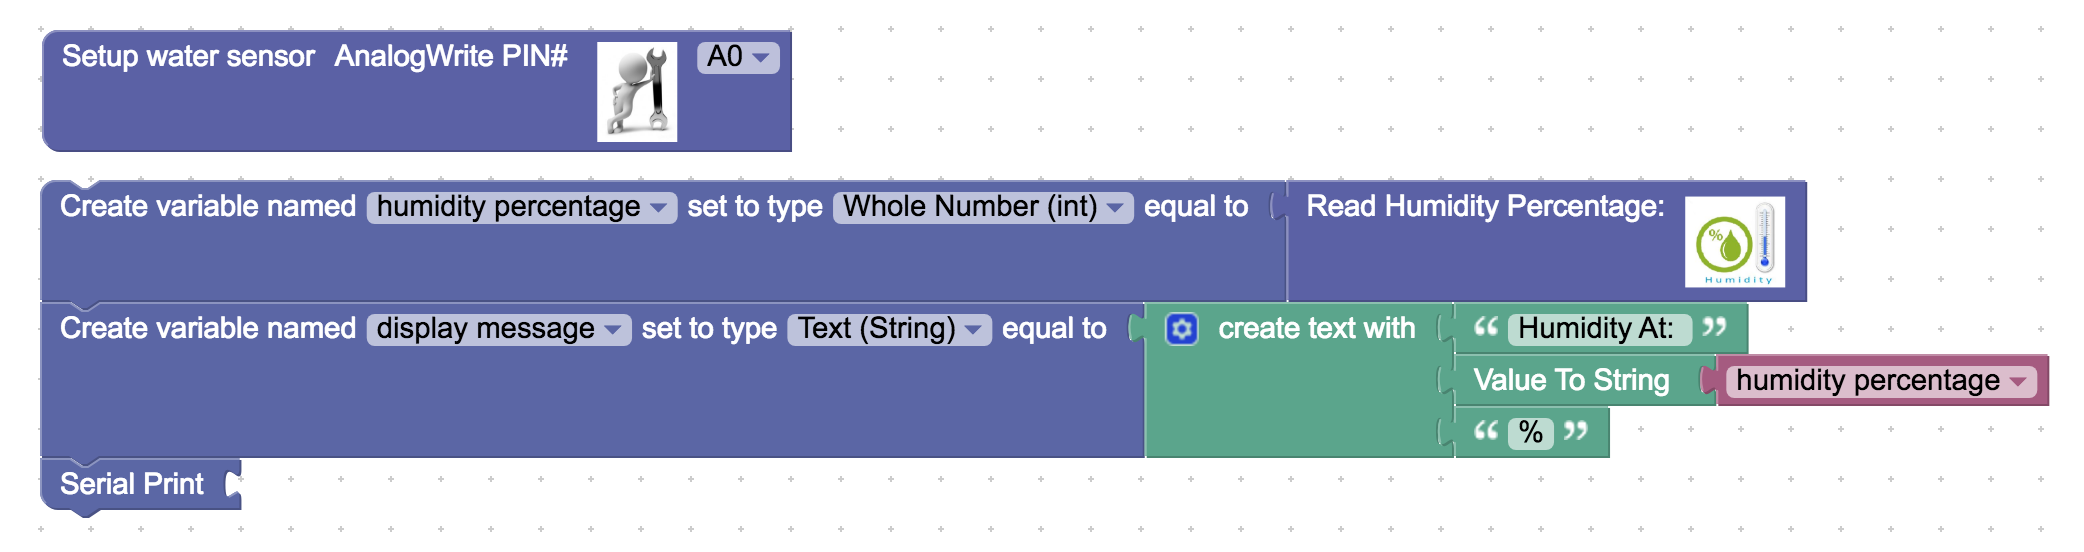 Setup water sensor AnalogWrite PIN# A0
Create variable named humidity percentage set to type Whole Number (int) equal to Read Humidity Percentage:
%
Humidity
Create variable named display message set to type Text (String) equal to create text with “ Humidity At: ”
Value To String humidity percentage
“ % ”
Serial Print